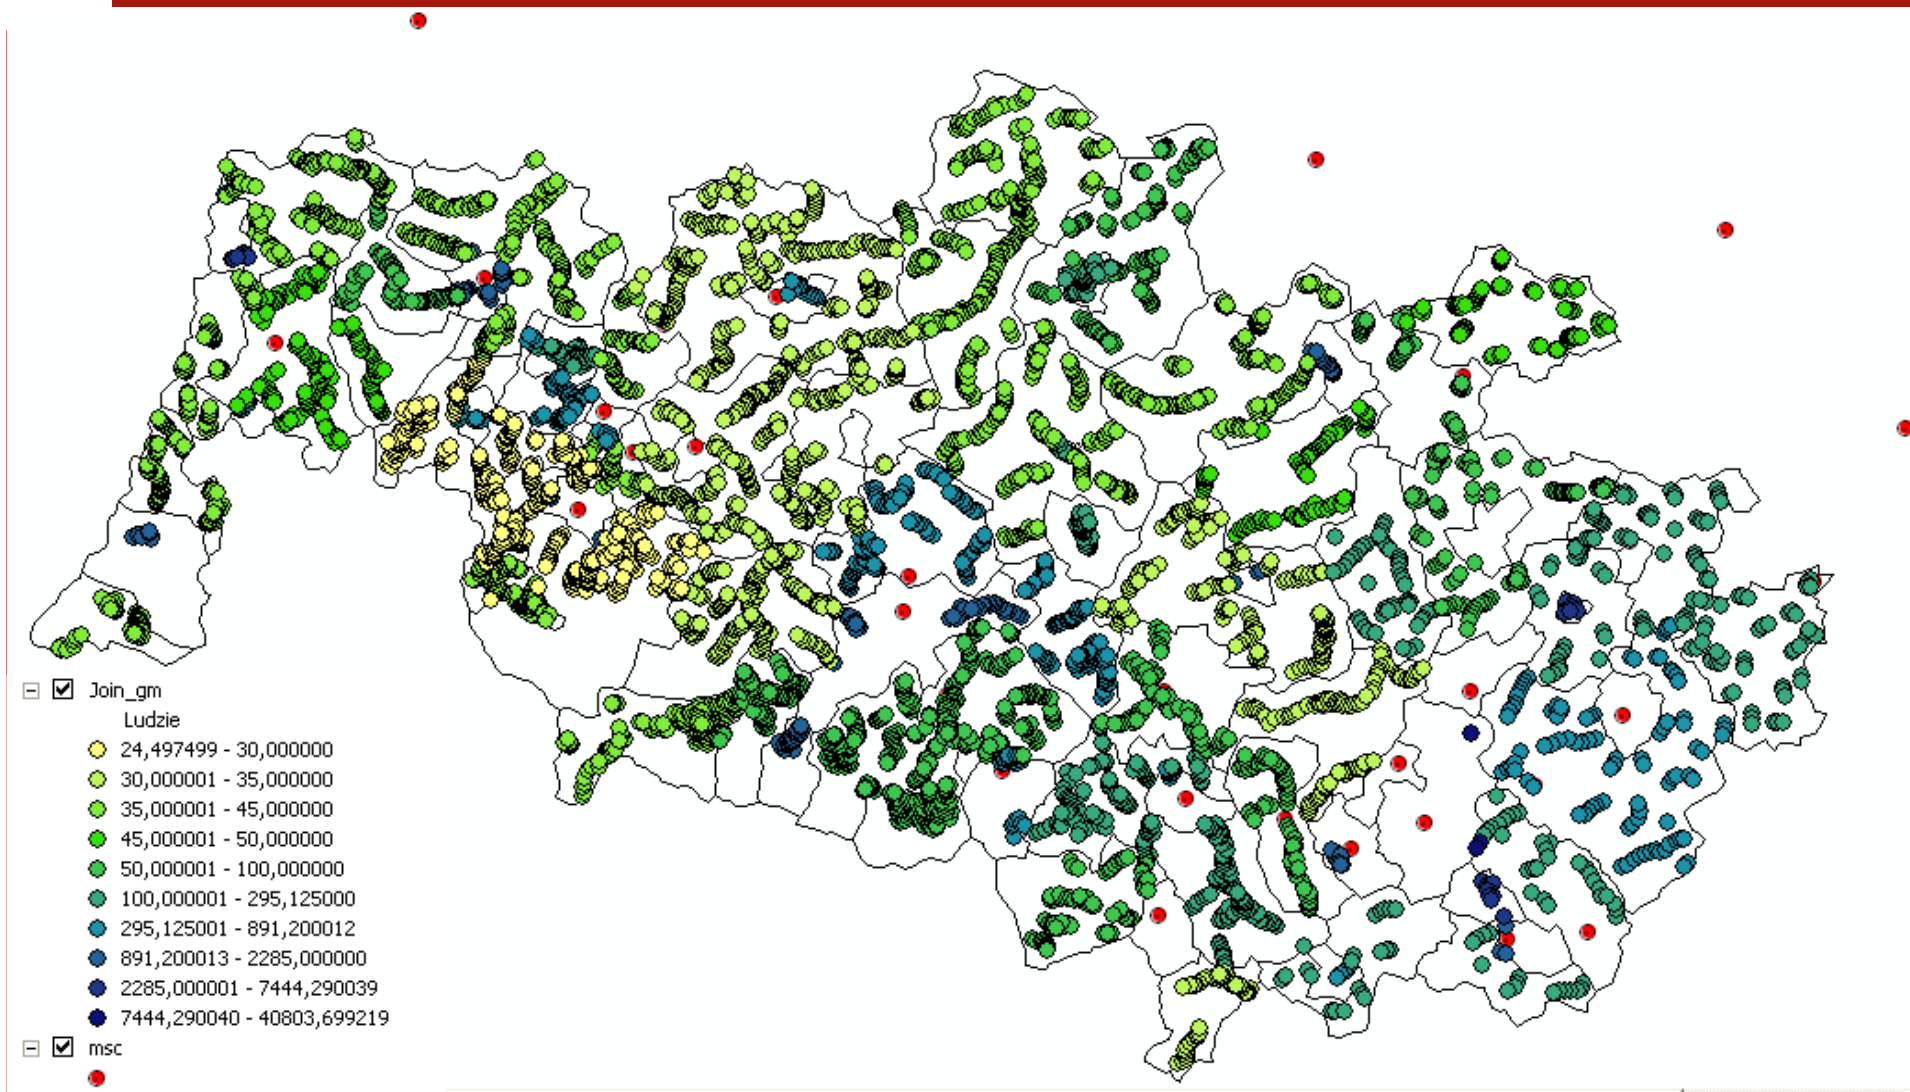 Join_gm
Ludzie
24,497499 - 30,000000
30,000001 - 35,000000
35,000001 - 45,000000
45,000001 - 50,000000
50,000001 - 100,000000
100,000001 - 295,125000
295,125001 - 891,200012
891,200013 - 2285,000000
2285,000001 - 7444,290039
7444,290040 - 40803,699219
msc